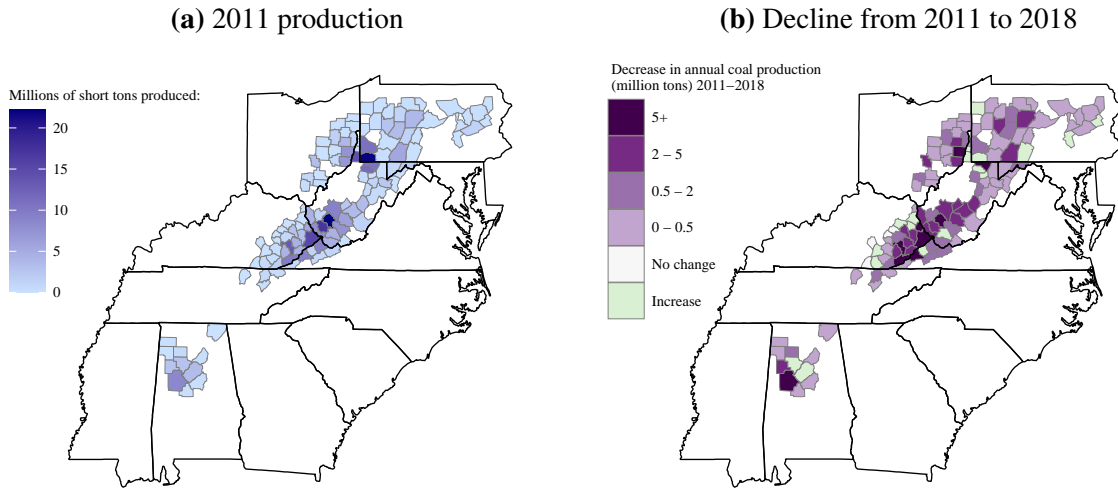 (a) 2011 production
Millions of short tons produced:
20
15
10
5
0
(b) Decline from 2011 to 2018
Decrease in annual coal production
(million tons) 2011–2018
5+
2 – 5
0.5 – 2
0 – 0.5
No change
Increase